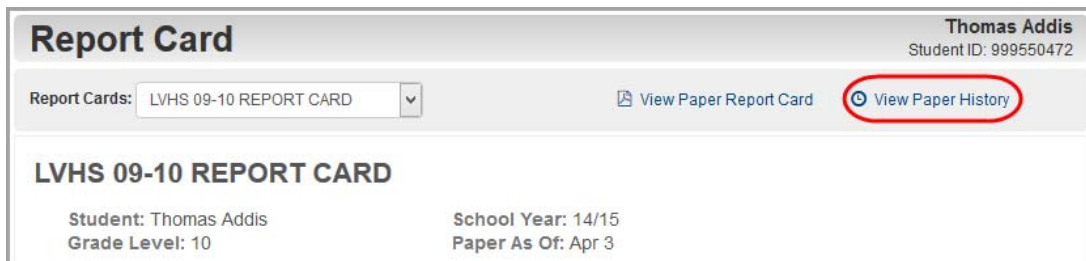 Report Card
Thomas Addis
Student ID: 999550472
Report Cards: LVHS 09-10 REPORT CARD View Paper Report Card View Paper History
LVHS 09-10 REPORT CARD
Student: Thomas Addis School Year: 14/15
Grade Level: 10 Paper As Of: Apr 3